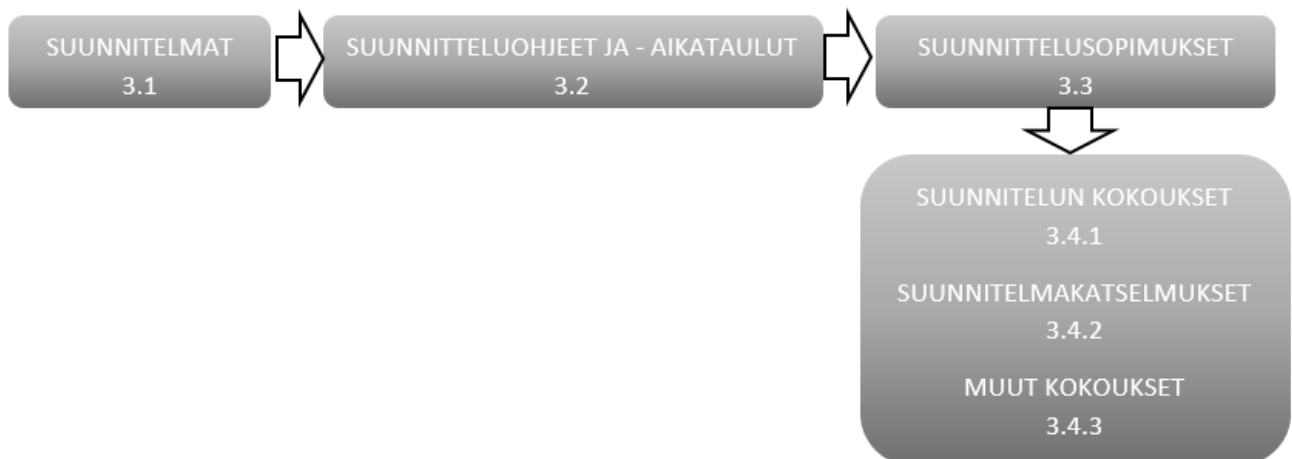 SUUNNITELMAT
3.1
SUUNNITTELUOHJEET JA - AIKATAULUT
3.2
SUUNNITTELUSOPIMUKSET
3.3
SUUNNITELUN KOKOUKSET
3.4.1
SUUNNITELMAKATSELMUKSET
3.4.2
MUUT KOKOUKSET
3.4.3